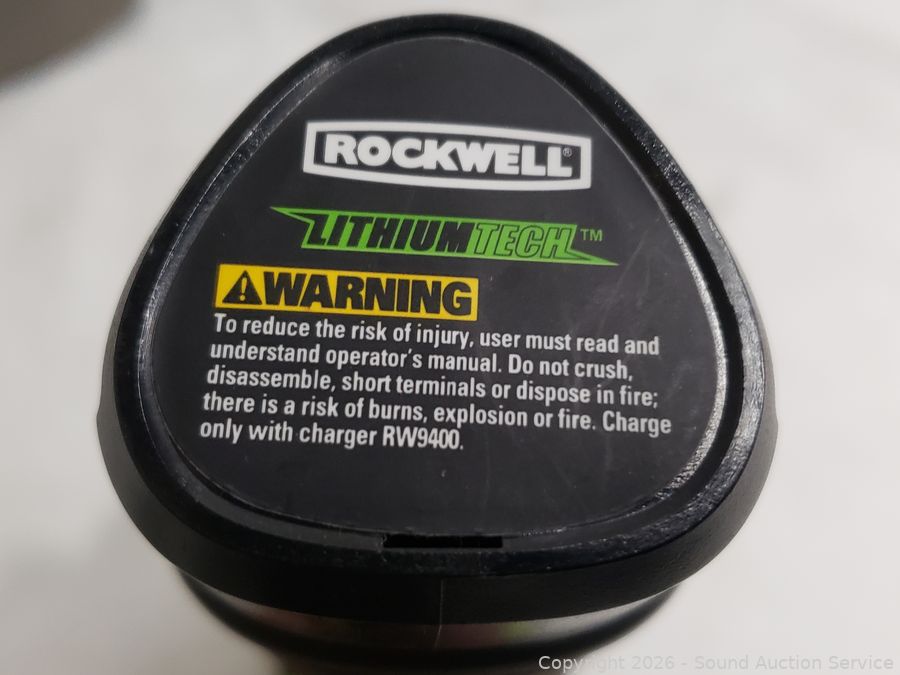 ROCKWELL®
LITHIUMTECH™
WARNING
To reduce the risk of injury, user must read and
understand operator's manual. Do not crush,
disassemble, short terminals or dispose in fire;
there is a risk of burns, explosion or fire. Charge
only with charger RW9400.
Copyright 2026 - Sound Auction Service